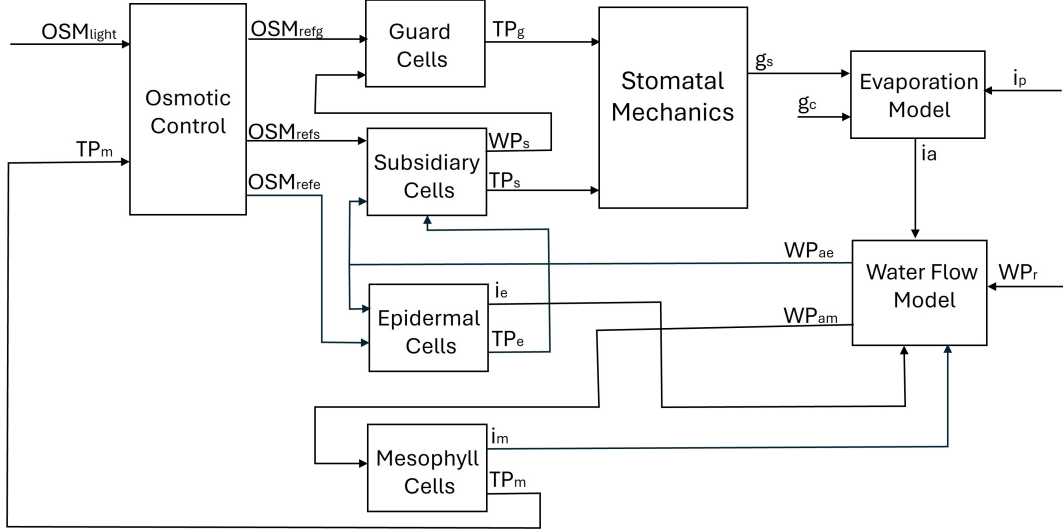 OSMlight
Osmotic
Control
TPm
OSMrefg
OSMrefs
OSMrefe
Guard
Cells
TPg
Subsidiary
Cells
WPs
TPs
Stomatal
Mechanics
gs
gc
Evaporation
Model
ip
ia
WPae
WPam
Water Flow
Model
WPr
Epidermal
Cells
ie
TPe
Mesophyll
Cells
im
TPm